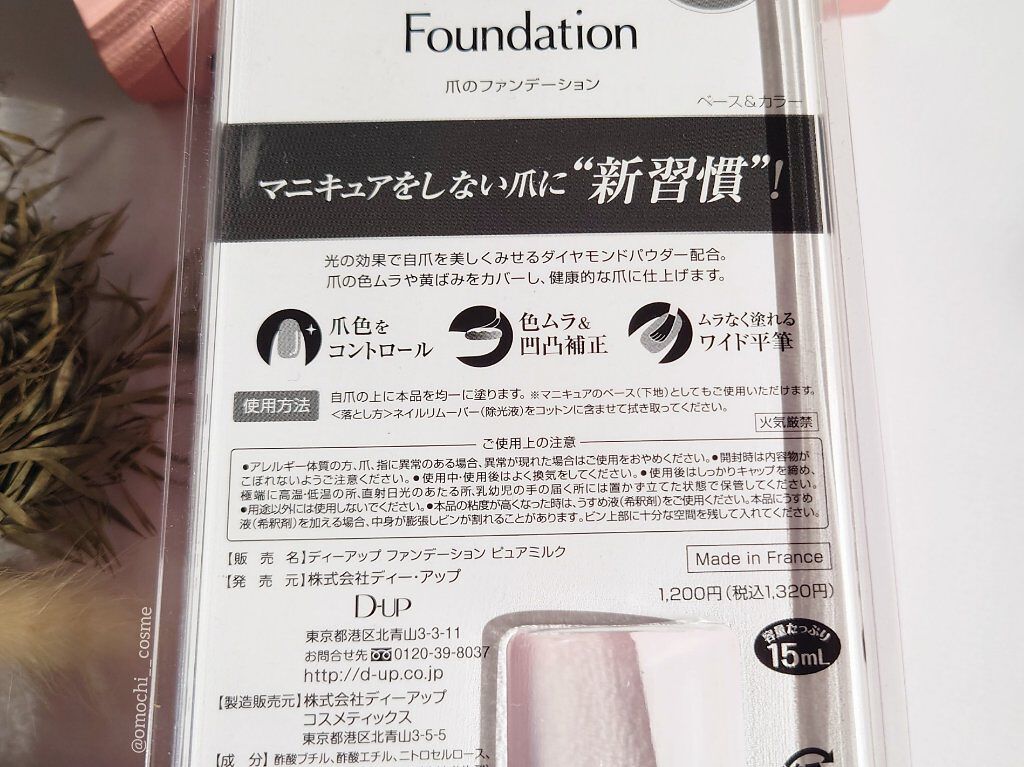 Foundation
爪のファンデーション
ベース&カラー
マニキュアをしない爪に“新習慣”!
光の効果で自爪を美しくみせるダイヤモンドパウダー配合。
爪の色ムラや黄ばみをカバーし、健康的な爪に仕上げます。
爪色を
コントロール
色ムラ&
凹凸補正
ムラなく塗れる
ワイド平筆
使用方法
自爪の上に本品を均一に塗ります。※マニキュアのベース(下地)としてもご使用いただけます。
<落とし方>ネイルリムーバー(除光液)をコットンに含ませて拭き取ってください。
火気厳禁
ご使用上の注意
●アレルギー体質の方、爪、指に異常のある場合、異常が現れた場合はご使用をおやめください。●開封時は内容物が
こぼれないようご注意ください。●使用中・使用後はよく換気をしてください。●使用後はしっかりキャップを締め、
極端に高温・低温の所、直射日光のあたる所、乳幼児の手の届く所には置かず立てた状態で保管してください。
●用途以外には使用しないでください。●本品の粘度が高くなった時は、うすめ液(希釈剤)をご使用ください。本品にうすめ
液(希釈剤)を加える場合、中身が膨張しビンが割れることがあります。ビン上部に十分な空間を残して入れてください。
【販 売 名】ディーアップ ファンデーション ピュアミルク
Made in France
【発 売 元】株式会社ディー・アップ
1,200円(税込1,320円)
D-UP
東京都港区北青山3-3-11
お問合せ先 0120-39-8037
http://d-up.co.jp
容量たっぷり
15mL
【製造販売元】株式会社ディーアップ
コスメティックス
東京都港区北青山3-5-5
【成 分】酢酸ブチル、酢酸エチル、ニトロセルロース、
@omochi__cosme